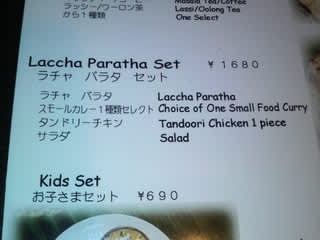 Masala Tea/Coffee
ラッシー/ウーロン茶 Lassi/Oolong Tea
から1種類 One Select
Laccha Paratha Set ¥1680
ラチャ パラタ セット
ラチャ パラタ Laccha Paratha
スモールカレー1種類セレクト Choice of One Small Food Curry
タンドリーチキン Tandoori Chicken 1 piece
サラダ Salad
Kids Set
お子さまセット ¥690